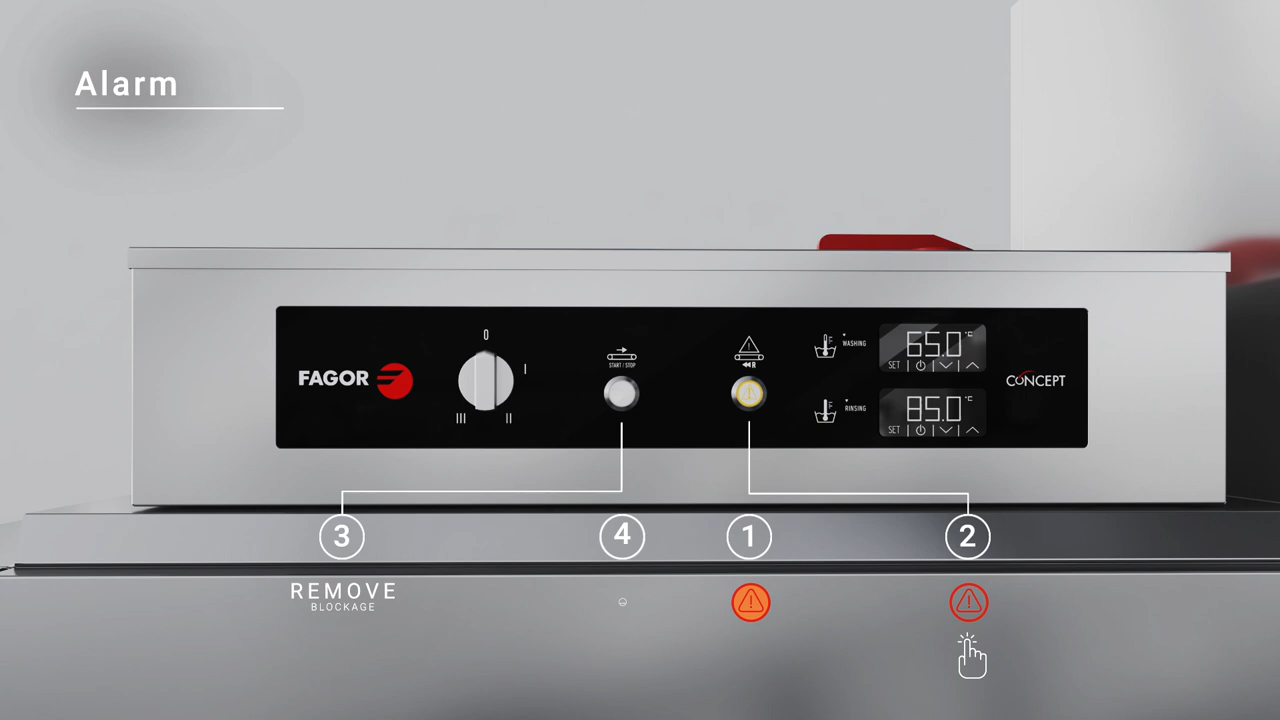 Alarm
FAGOR
0
I
II
III
START / STOP
R
WASHING
65.0 °C
SET
RINSING
85.0 °C
SET
CONCEPT
3
4
1
2
REMOVE
BLOCKAGE